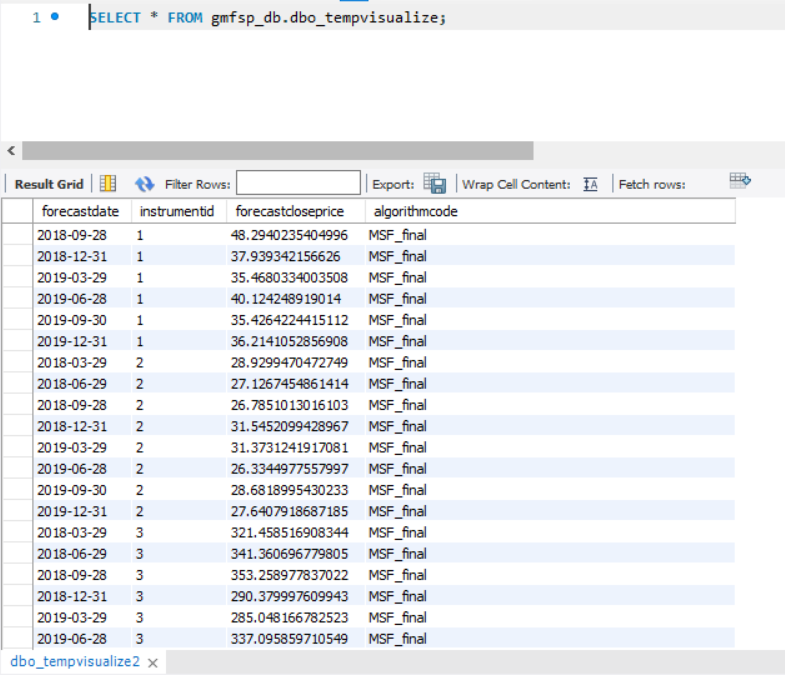 1 SELECT * FROM gmfsp_db.dbo_tempvisualize;
Result Grid Filter Rows: Export: Wrap Cell Content: Fetch rows:
forecastdate instrumentid forecastcloseprice algorithmcode
2018-09-28 1 48.2940235404996 MSF_final
2018-12-31 1 37.939342156626 MSF_final
2019-03-29 1 35.4680334003508 MSF_final
2019-06-28 1 40.124248919014 MSF_final
2019-09-30 1 35.4264224415112 MSF_final
2019-12-31 1 36.2141052856908 MSF_final
2018-03-29 2 28.9299470472749 MSF_final
2018-06-29 2 27.1267454861414 MSF_final
2018-09-28 2 26.7851013016103 MSF_final
2018-12-31 2 31.5452099428967 MSF_final
2019-03-29 2 31.3731241917081 MSF_final
2019-06-28 2 26.3344977557997 MSF_final
2019-09-30 2 28.6818995430233 MSF_final
2019-12-31 2 27.6407918687185 MSF_final
2018-03-29 3 321.458516908344 MSF_final
2018-06-29 3 341.360696779805 MSF_final
2018-09-28 3 353.258977837022 MSF_final
2018-12-31 3 290.379997609943 MSF_final
2019-03-29 3 285.048166782523 MSF_final
2019-06-28 3 337.095859710549 MSF_final
dbo_tempvisualize2